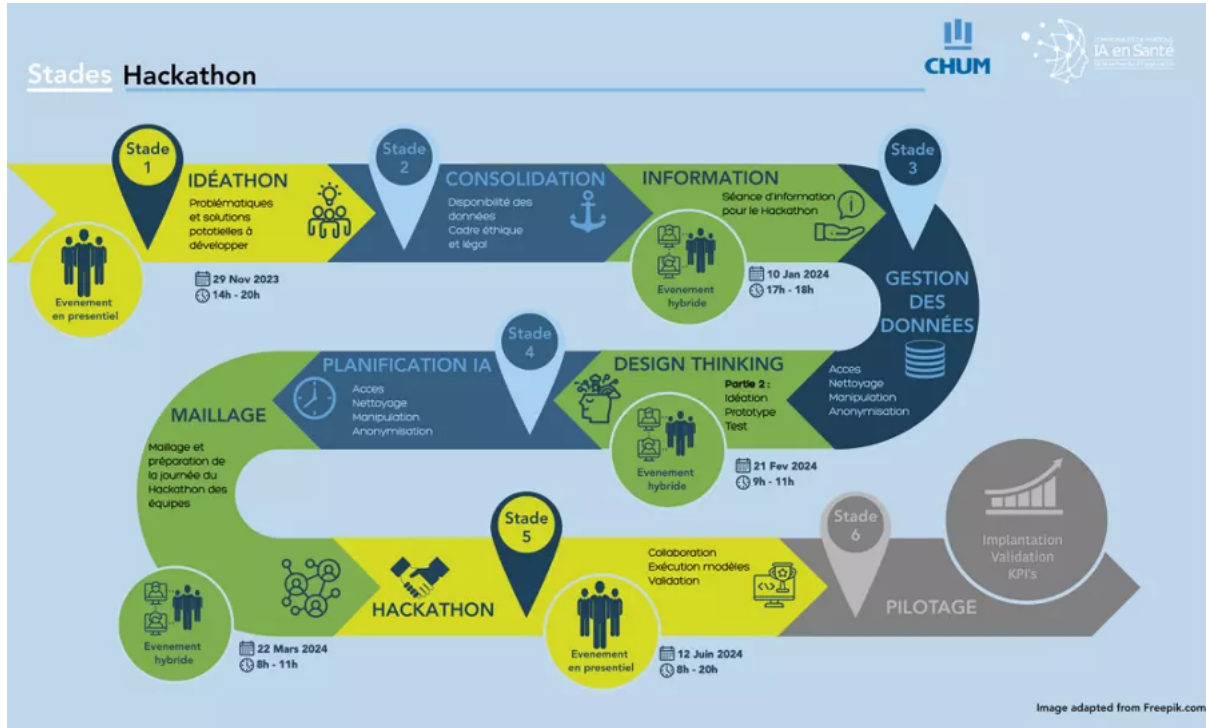 Stades Hackathon
CHUM
IA en Santé
Stade
1
IDÉATHON
Problématiques
et solutions
pototielles à
développer
Evenement
en presentiel
29 Nov 2023
14h - 20h
Stade
2
CONSOLIDATION
Disponibilité des
données
Cadre éthique
et légal
INFORMATION
Séance d'information
pour le Hackathon
Evenement
hybride
10 Jan 2024
17h - 18h
Stade
3
GESTION
DES
DONNÉES
Acces
Nettoyage
Manipulation
Anonymisation
DESIGN THINKING
Partie 2 :
Idéation
Prototype
Test
Evenement
hybride
21 Fev 2024
9h - 11h
Stade
4
PLANIFICATION IA
Acces
Nettoyage
Manipulation
Anonymisation
MAILLAGE
Maillage et
préparation de
la journée du
Hackathon des
équipes
Evenement
hybride
22 Mars 2024
8h - 11h
HACKATHON
Stade
5
Collaboration
Exécution modèles
Validation
Evenement
en presentiel
12 Juin 2024
8h - 20h
Stade
6
PILOTAGE
Implantation
Validation
KPI's
Image adapted from Freepik.com